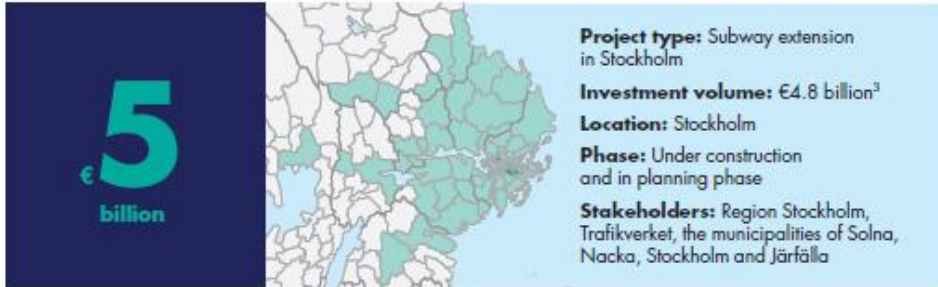 €5
billion
Project type: Subway extension
in Stockholm
Investment volume: €4.8 billion³
Location: Stockholm
Phase: Under construction
and in planning phase
Stakeholders: Region Stockholm,
Trafikverket, the municipalities of Solna,
Nacka, Stockholm and Järfälla